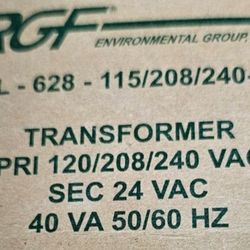 RGF®
ENVIRONMENTAL GROUP,
L - 628 - 115/208/240-
TRANSFORMER
PRI 120/208/240 VAC
SEC 24 VAC
40 VA 50/60 HZ